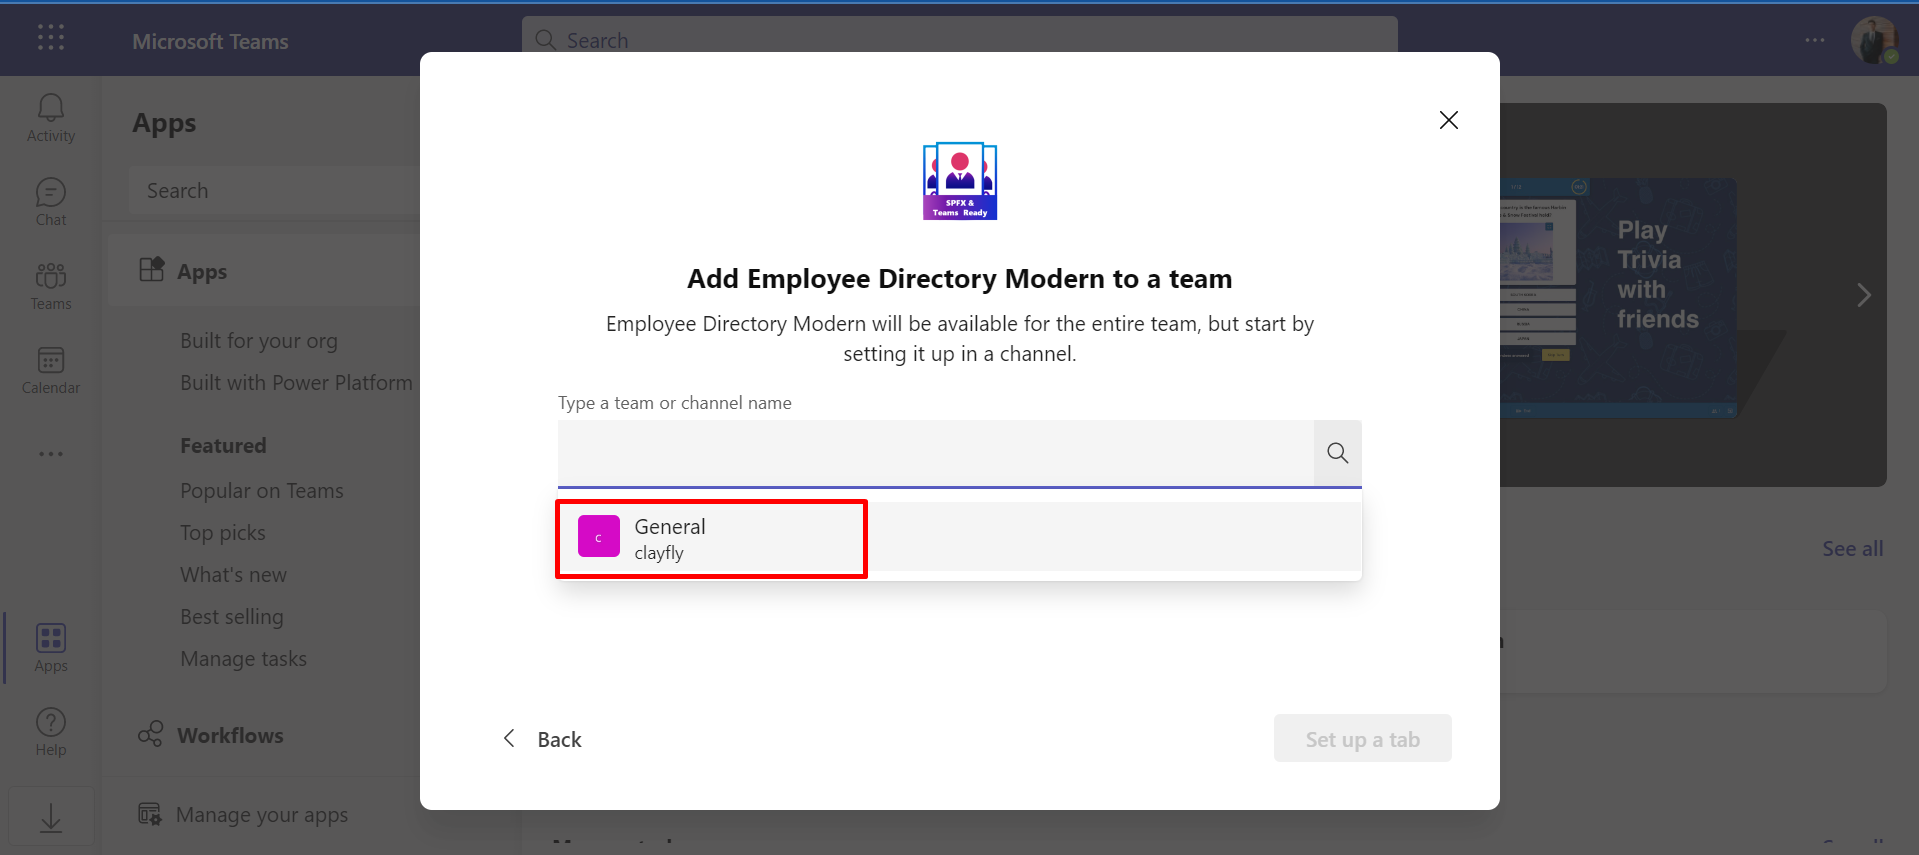 Microsoft Teams
Search
Activity
Chat
Teams
Calendar
Apps
Help
Apps
Search
Apps
Built for your org
Built with Power Platform
Featured
Popular on Teams
Top picks
What's new
Best selling
Manage tasks
Workflows
Manage your apps
SPFX &
Teams Ready
Add Employee Directory Modern to a team
Employee Directory Modern will be available for the entire team, but start by
setting it up in a channel.
Type a team or channel name
c
General
clayfly
Back
Set up a tab
Play
Trivia
with
friends
See all